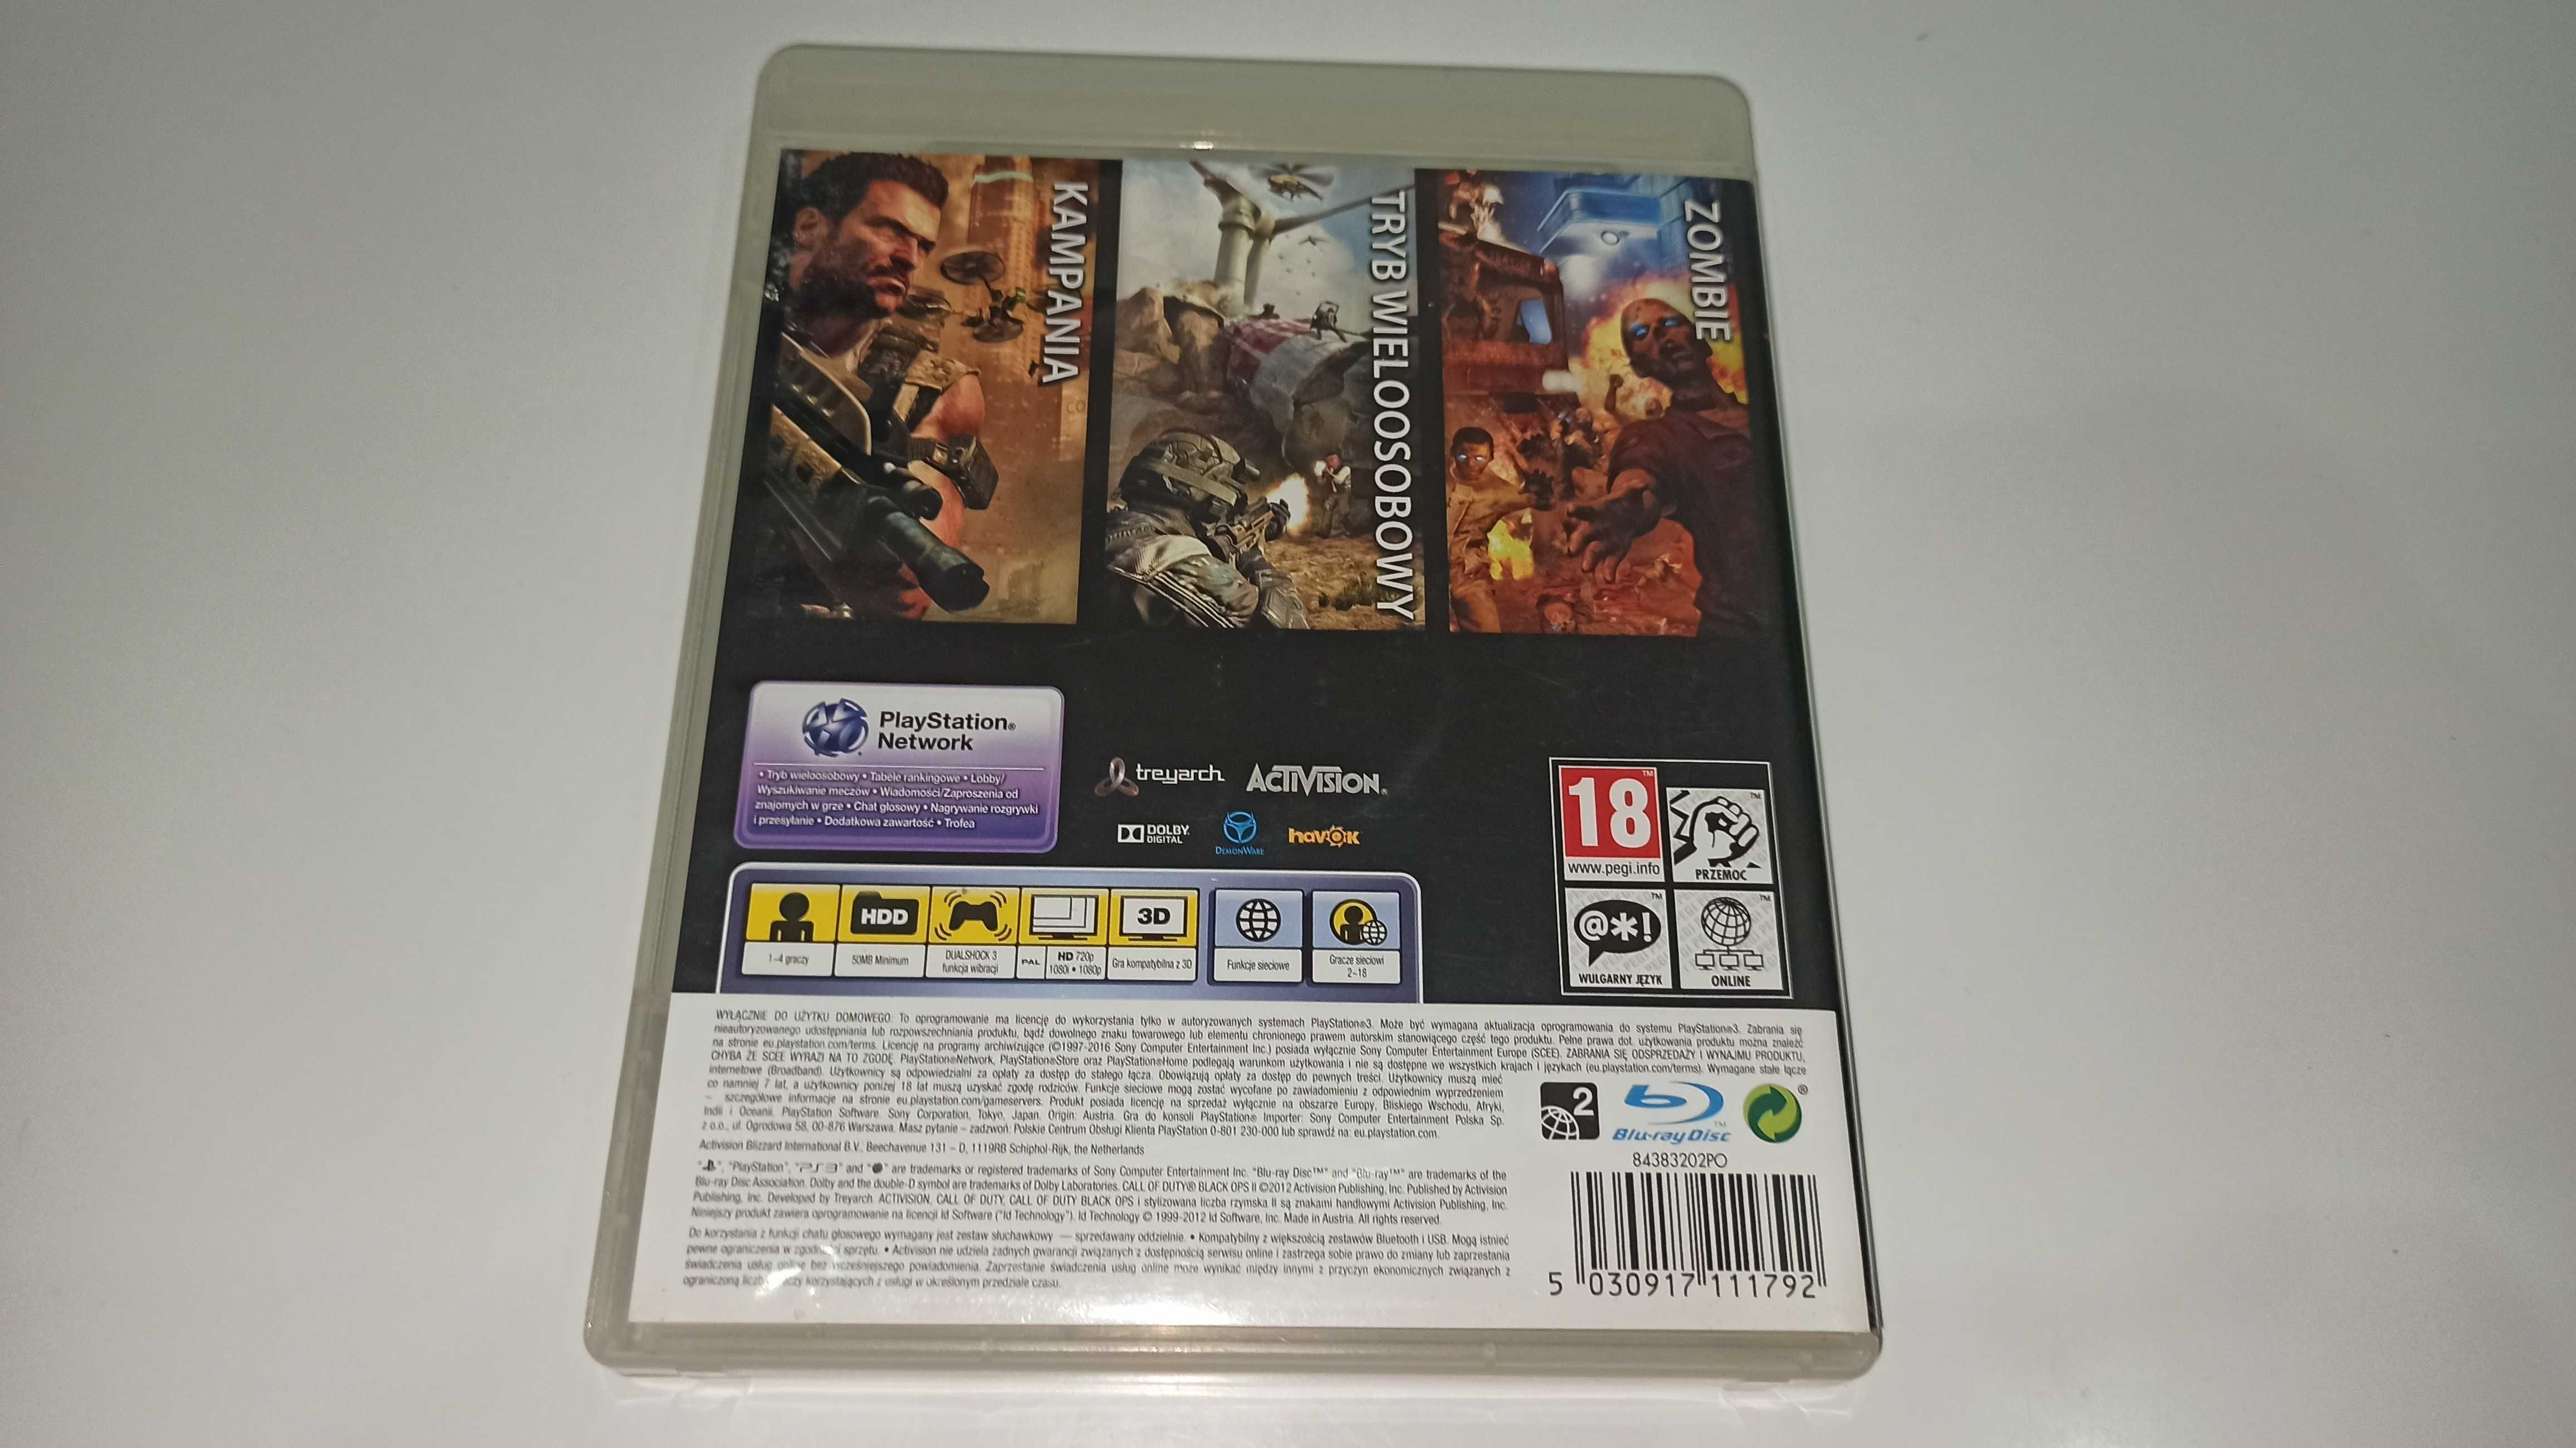 KAMPANIA
TRYB WIELOOSOBOWY
ZOMBIE
PlayStation®
Network
• Tryb wieloosobowy • Tabele rankingowe • Lobby/
Wyszukiwanie meczów • Wiadomości/Zaproszenia od
znajomych w grze • Chat głosowy • Nagrywanie rozgrywki
i przesyłanie • Dodatkowa zawartość • Trofea
treyarch ACTIVISION®
DOLBY
DIGITAL
DEMONWARE
havok
18
www.pegi.info
PRZEMOC
@*!
WULGARNY JĘZYK
ONLINE
HDD
3D
1-4 graczy
50MB Minimum
DUALSHOCK 3
funkcja wibracji
PAL
HD 720p
1080i • 1080p
Gra kompatybilna z 3D
Funkcje sieciowe
Gracze sieciowi
2-18
WYŁĄCZNIE DO UŻYTKU DOMOWEGO. To oprogramowanie ma licencję do wykorzystania tylko w autoryzowanych systemach PlayStation®3. Może być wymagana aktualizacja oprogramowania do systemu PlayStation®3. Zabrania się
nieautoryzowanego udostępniania lub rozpowszechniania produktu, bądź dowolnego znaku towarowego lub elementu chronionego prawem autorskim stanowiącego część tego produktu. Pełne prawa dot. użytkowania produktu można znaleźć
na stronie eu.playstation.com/terms. Licencję na programy archiwizujące (©1997-2016 Sony Computer Entertainment Inc.) posiada wyłącznie Sony Computer Entertainment Europe (SCEE). ZABRANIA SIĘ ODSPRZEDAŻY I WYNAJMU PRODUKTU,
CHYBA ŻE SCEE WYRAZI NA TO ZGODĘ. PlayStation®Network, PlayStation®Store oraz PlayStation®Home podlegają warunkom użytkowania i nie są dostępne we wszystkich krajach i językach (eu.playstation.com/terms). Wymagane stałe łącze
internetowe (Broadband). Użytkownicy są odpowiedzialni za opłaty za dostęp do stałego łącza. Obowiązują opłaty za dostęp do pewnych treści. Użytkownicy muszą mieć
co namniej 7 lat, a użytkownicy poniżej 18 lat muszą uzyskać zgodę rodziców. Funkcje sieciowe mogą zostać wycofane po zawiadomieniu z odpowiednim wyprzedzeniem
– szczegółowe informacje na stronie eu.playstation.com/gameservers. Produkt posiada licencję na sprzedaż wyłącznie na obszarze Europy, Bliskiego Wschodu, Afryki,
Indii i Oceanii. PlayStation Software. Sony Corporation, Tokyo, Japan. Origin: Austria. Gra do konsoli PlayStation® Importer: Sony Computer Entertainment Polska Sp.
z o.o., ul. Ogrodowa 58, 00-876 Warszawa. Masz pytanie – zadzwoń: Polskie Centrum Obsługi Klienta PlayStation 0-801 230-000 lub sprawdź na: eu.playstation.com.
Activision Blizzard International B.V., Beechavenue 131 – D, 1119RB Schiphol-Rijk, the Netherlands
"PlayStation", "PS3" and are trademarks or registered trademarks of Sony Computer Entertainment Inc. "Blu-ray Disc™" and "Blu-ray™" are trademarks of the
Blu-ray Disc Association. Dolby and the double-D symbol are trademarks of Dolby Laboratories. CALL OF DUTY® BLACK OPS II ©2012 Activision Publishing, Inc. Published by Activision
Publishing, Inc. Developed by Treyarch. ACTIVISION, CALL OF DUTY, CALL OF DUTY BLACK OPS i stylizowana liczba rzymska II są znakami handlowymi Activision Publishing, Inc.
Niniejszy produkt zawiera oprogramowanie na licencji Id Software ("Id Technology"). Id Technology © 1999-2012 Id Software, Inc. Made in Austria. All rights reserved.
Do korzystania z funkcji chatu głosowego wymagany jest zestaw słuchawkowy — sprzedawany oddzielnie. • Kompatybilny z większością zestawów Bluetooth i USB. Mogą istnieć
pewne ograniczenia w sprzętu. • Activision nie udziela żadnych gwarancji związanych z dostępnością serwisu online i zastrzega sobie prawo do zmiany lub zaprzestania
świadczenia usług online bez wcześniejszego powiadomienia. Zaprzestanie świadczenia usług online może wynikać między innymi z przyczyn ekonomicznych związanych z
ograniczoną korzystających z usługi w określonym przedziale czasu.
2
Blu-ray Disc™
®
84383202PO
5 030917 111792